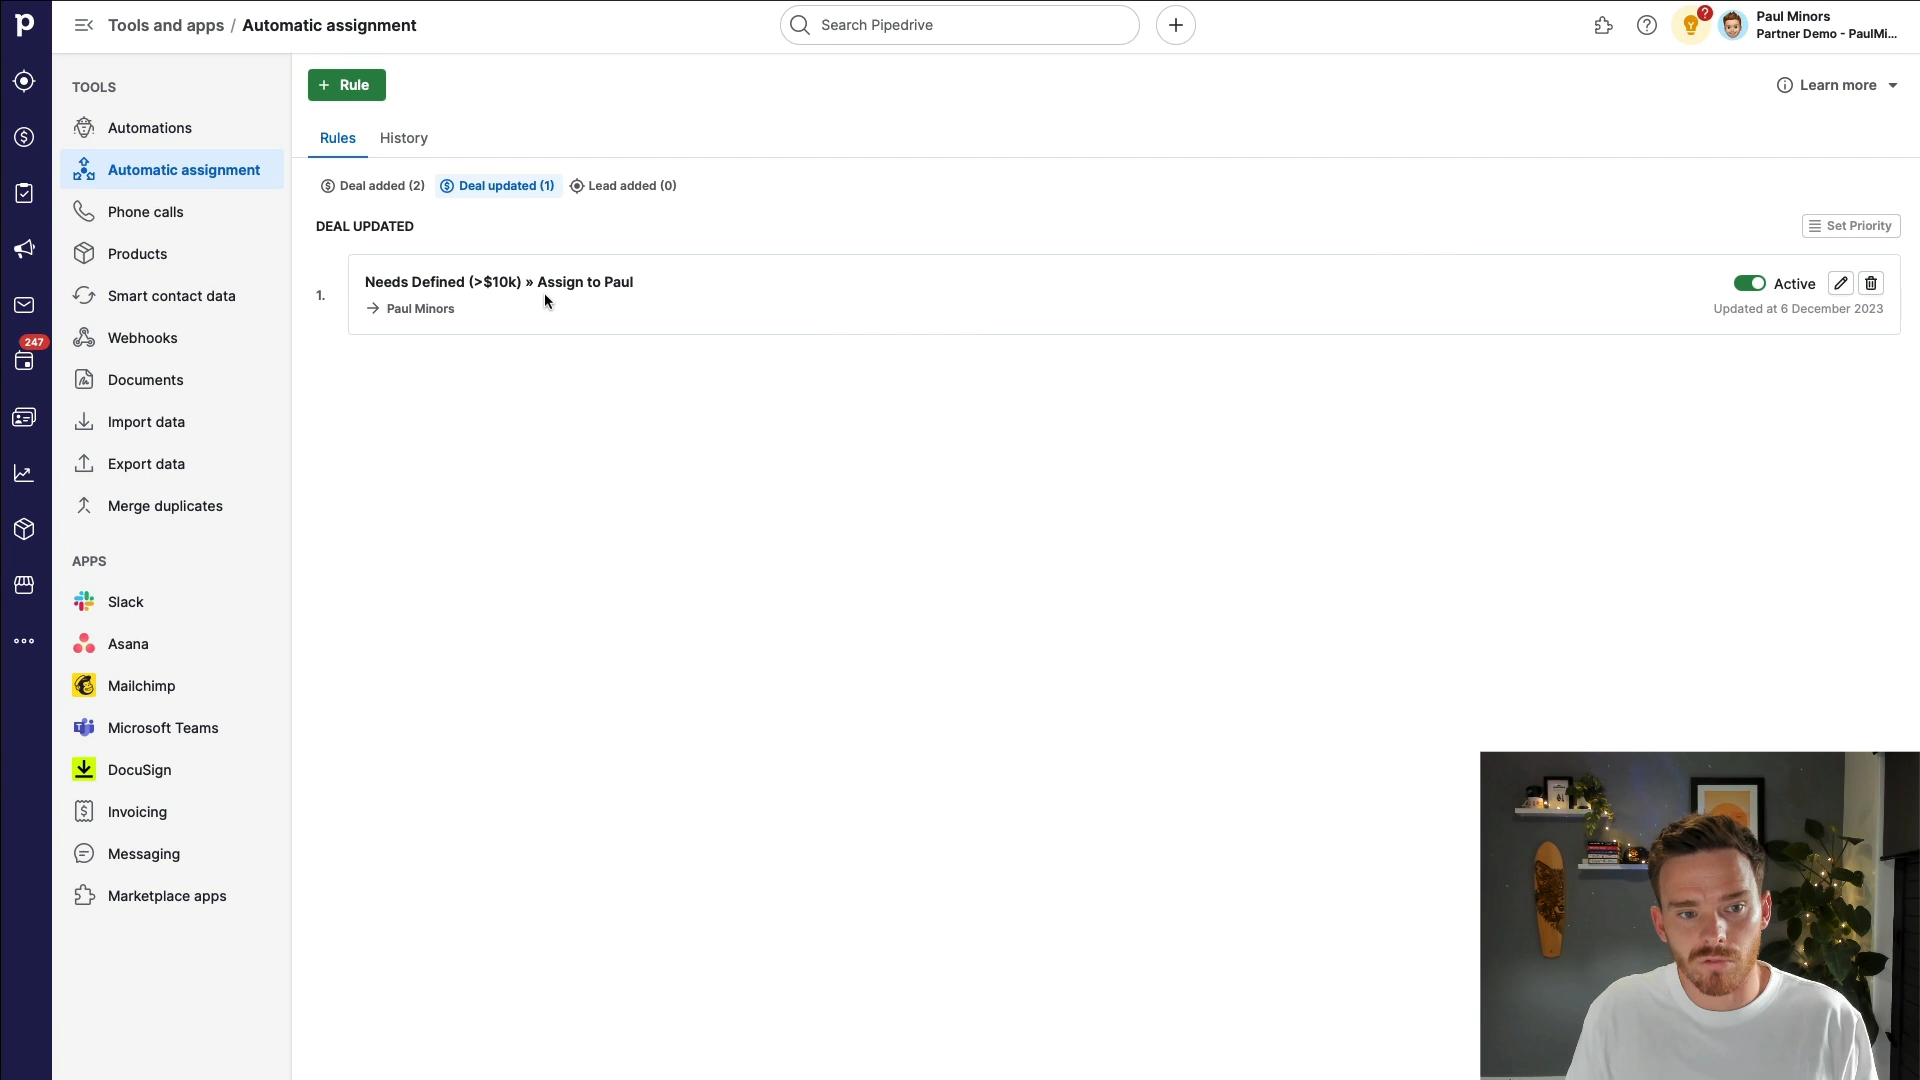 Tools and apps / Automatic assignment
Search Pipedrive
?
Paul Minors
Partner Demo - PaulMi...
TOOLS
Automations
Automatic assignment
Phone calls
Products
Smart contact data
Webhooks
Documents
Import data
Export data
Merge duplicates
APPS
Slack
Asana
Mailchimp
Microsoft Teams
DocuSign
Invoicing
Messaging
Marketplace apps
247
+ Rule
Learn more
Rules
History
Deal added (2)
Deal updated (1)
Lead added (0)
DEAL UPDATED
Set Priority
1.
Needs Defined (>$10k) » Assign to Paul
→ Paul Minors
Active
Updated at 6 December 2023